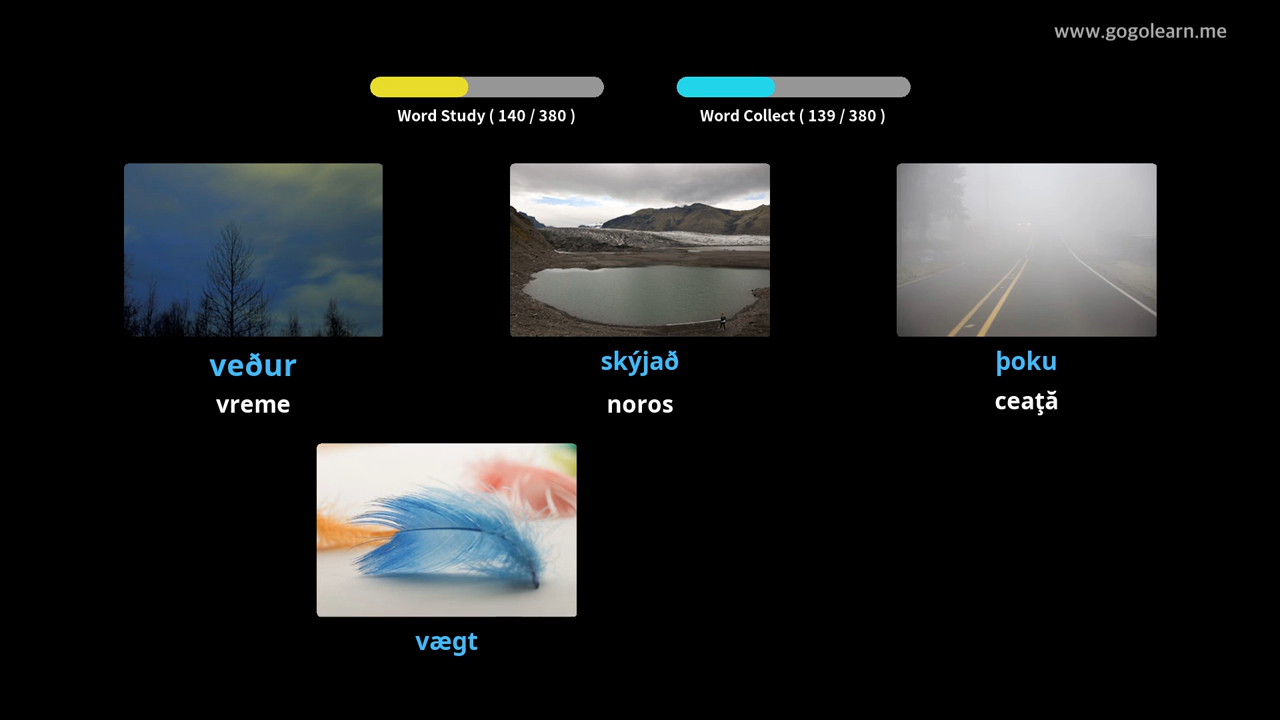 www.gogolearn.me
Word Study ( 140 / 380 )
Word Collect ( 139 / 380 )
veður
skýjað
þoku
vreme
noros
ceaţă
vægt